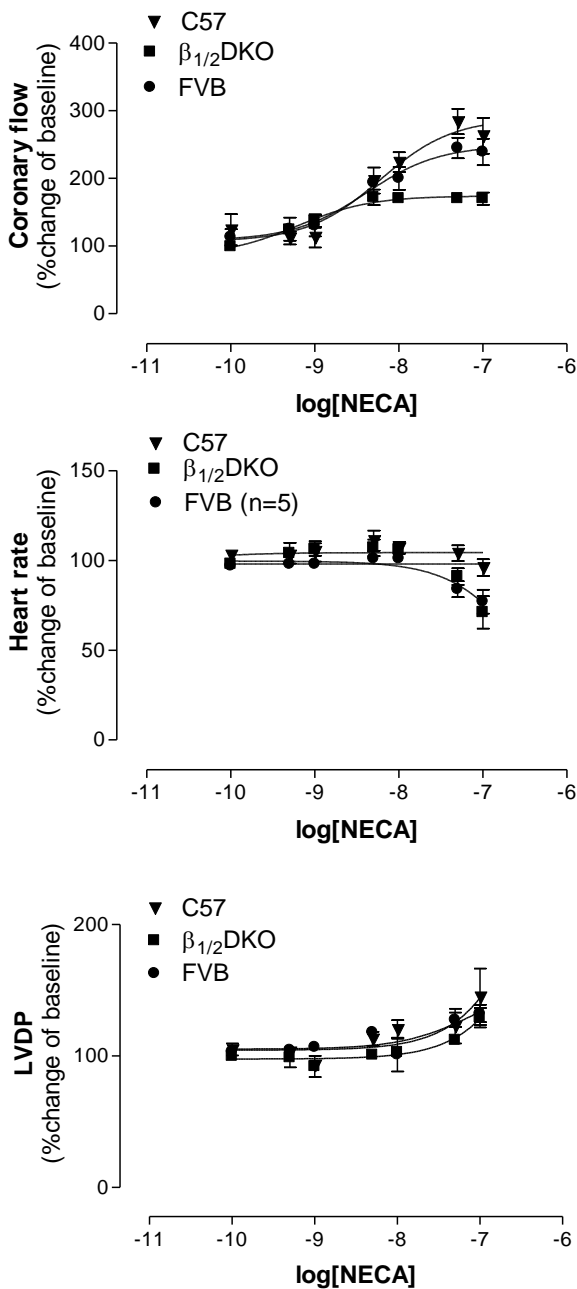 C57
β1/2DKO
FVB
Coronary flow
(%change of baseline)
400
300
200
100
0
-11 -10 -9 -8 -7 -6
log[NECA]
C57
β1/2DKO
FVB (n=5)
Heart rate
(%change of baseline)
150
100
50
0
-11 -10 -9 -8 -7 -6
log[NECA]
C57
β1/2DKO
FVB
LVDP
(%change of baseline)
200
100
0
-11 -10 -9 -8 -7 -6
log[NECA]